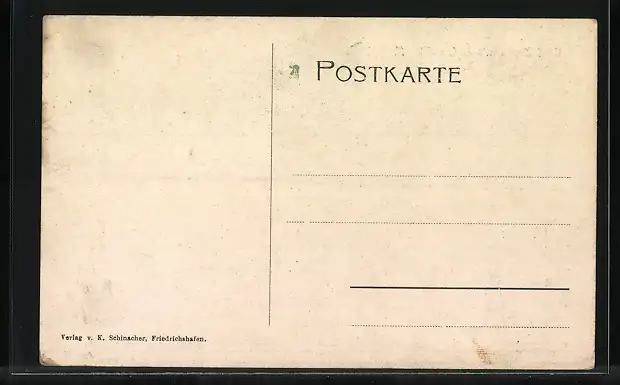 POSTKARTE
Verlag v. K. Schinacher, Friedrichshafen.